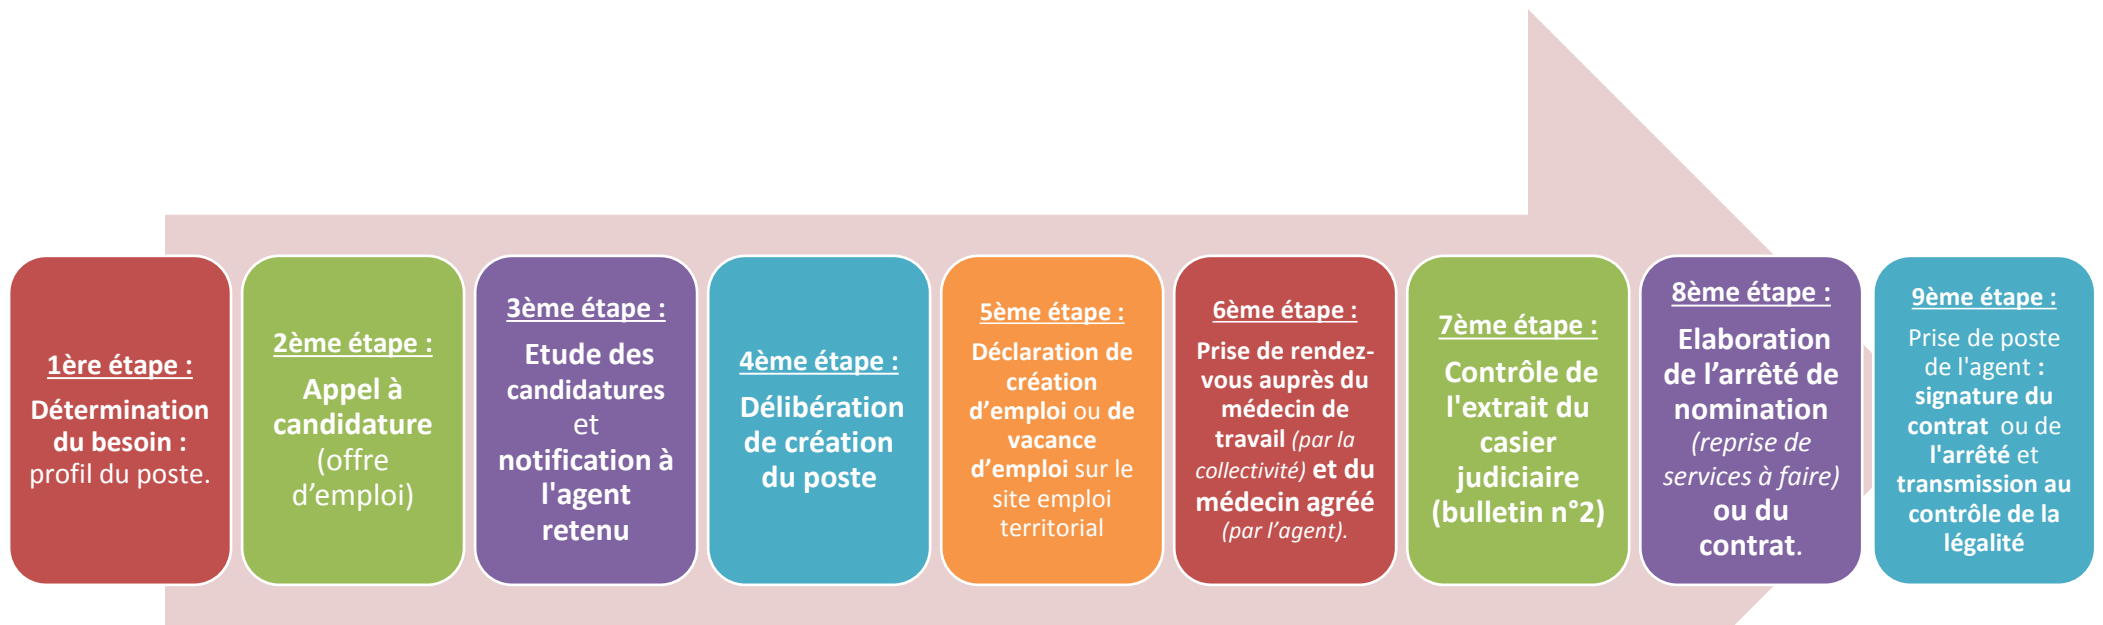 1ère étape :
Détermination
du besoin :
profil du poste.
2ème étape :
Appel à
candidature
(offre
d’emploi)
3ème étape :
Etude des
candidatures
et
notification à
l'agent
retenu
4ème étape :
Délibération
de création
du poste
5ème étape :
Déclaration de
création
d’emploi ou de
vacance
d’emploi sur le
site emploi
territorial
6ème étape :
Prise de rendez-
vous auprès du
médecin de
travail (par la
collectivité) et du
médecin agréé
(par l’agent).
7ème étape :
Contrôle de
l'extrait du
casier
judiciaire
(bulletin n°2)
8ème étape :
Elaboration
de l’arrêté de
nomination
(reprise de
services à faire)
ou du
contrat.
9ème étape :
Prise de poste
de l'agent :
signature du
contrat ou de
l'arrêté et
transmission au
contrôle de la
légalité